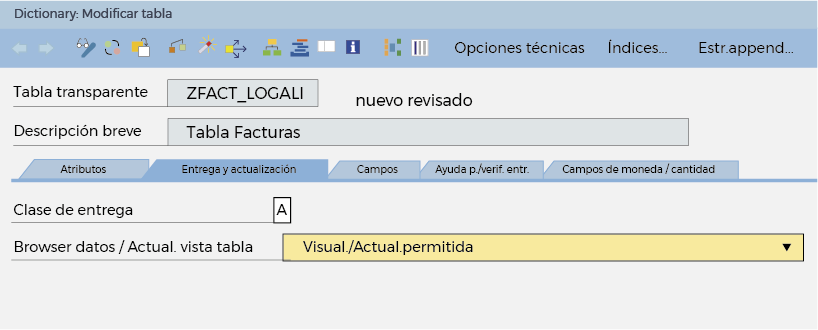 Dictionary: Modificar tabla
Opciones técnicas Índices... Estr.append...
Tabla transparente ZFACT_LOGALI nuevo revisado
Descripción breve Tabla Facturas
Atributos Entrega y actualización Campos Ayuda p./verif. entr. Campos de moneda / cantidad
Clase de entrega A
Browser datos / Actual. vista tabla Visual./Actual.permitida